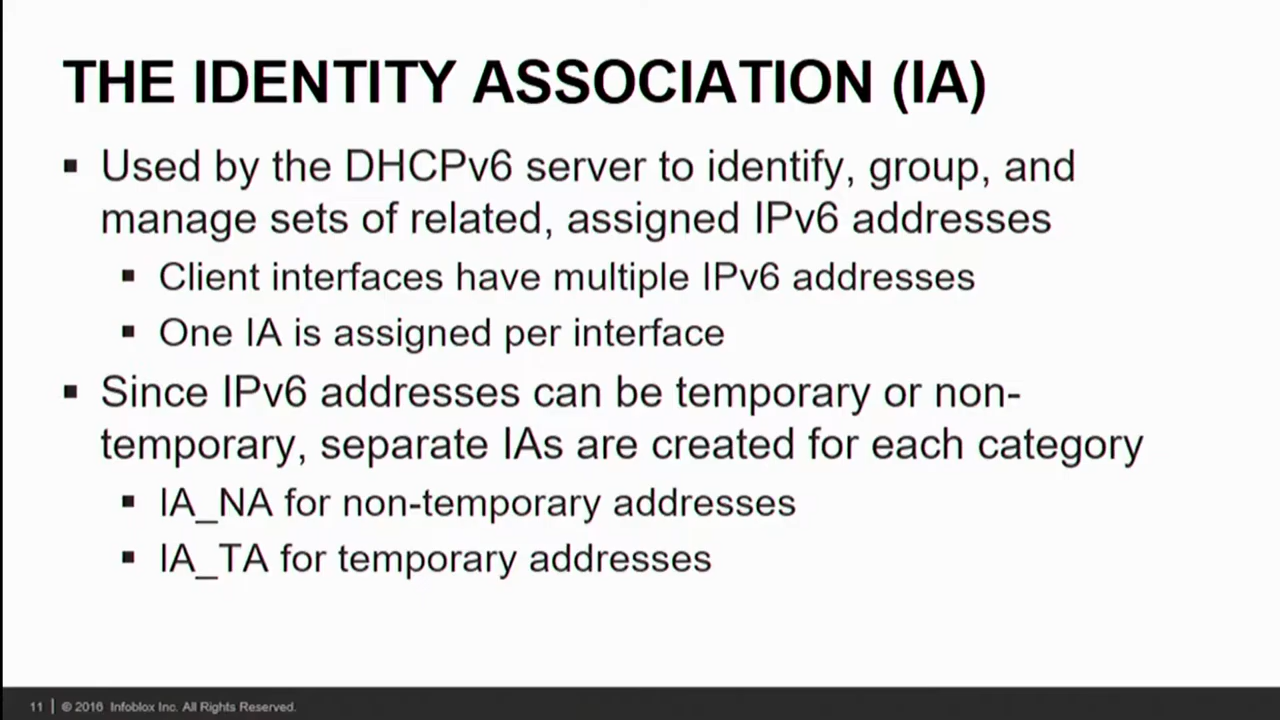 THE IDENTITY ASSOCIATION (IA)
▪ Used by the DHCPv6 server to identify, group, and
manage sets of related, assigned IPv6 addresses
▪ Client interfaces have multiple IPv6 addresses
▪ One IA is assigned per interface
▪ Since IPv6 addresses can be temporary or non-
temporary, separate IAs are created for each category
▪ IA_NA for non-temporary addresses
▪ IA_TA for temporary addresses
11 | © 2016 Infoblox Inc. All Rights Reserved.